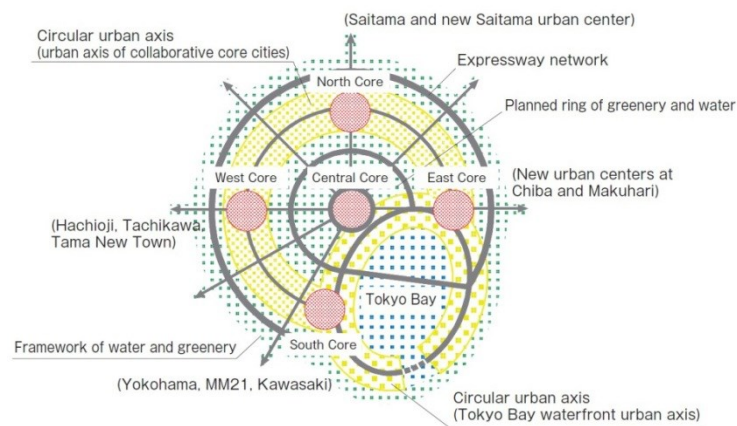 (Saitama and new Saitama urban center)
Circular urban axis
(urban axis of collaborative core cities)
Expressway network
North Core
Planned ring of greenery and water
West Core
Central Core
East Core
(New urban centers at
Chiba and Makuhari)
(Hachioji, Tachikawa,
Tama New Town)
Tokyo Bay
Framework of water and greenery
South Core
(Yokohama, MM21, Kawasaki)
Circular urban axis
(Tokyo Bay waterfront urban axis)